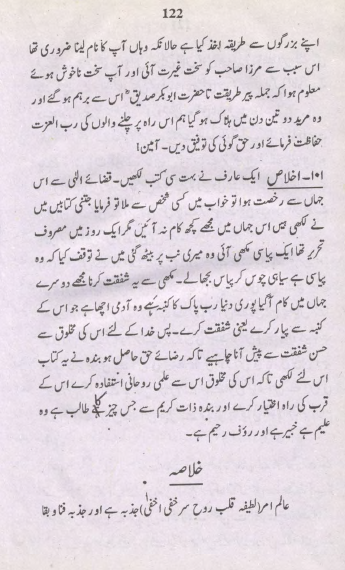 122
اپنے بزرگوں سے طریقہ اخذ کیا ہے حالانکہ وہاں آپ کا نام لینا ضروری تھا
اس سبب سے مرزا صاحب کو سخت غیرت آئی اور آپ سخت ناخوش ہوئے
معلوم ہوا کہ جملہ پیر طریقت تا حضرت ابوبکر صدیق اس سے برہم ہو گئے اور
وہ مرید دو تین دن میں ہلاک ہو گیا ہم اس راہ پر چلنے والوں کی رب العزت
حفاظت فرمائے اور حق گوئی کی توفیق دیں۔ آمین!
۱۰۱۔ اخلاص ایک عارف نے بہت سی کتب لکھیں۔ قضائے الٰہی سے اس
جہاں سے رخصت ہوا تو خواب میں کسی شخص سے ملا تو فرمایا جتنی کتابیں میں
نے لکھی ہیں اس جہاں میں مجھے کچھ کام نہ آئیں مگر ایک روز میں مصروف
تحریر تھا ایک پیاسی مکھی آئی وہ میری نب پر بیٹھ گئی میں نے توقف کیا کہ وہ
پیاسی ہے سیاہی چوس کر پیاس بجھا لے۔ مکھی سے یہ شفقت کرنا مجھے دوسرے
جہاں میں کام آ گیا پوری دنیا رب پاک کا کنبہ ہے وہ آدمی اچھا ہے جو اس کے
کنبہ سے پیار کرے یعنی شفقت کرے۔ پس خدا کے لئے اس کی مخلوق سے
حسن شفقت سے پیش آنا چاہیے تاکہ رضائے حق حاصل ہو بندہ نے یہ کتاب
اس لئے لکھی تاکہ اس کی مخلوق اس سے علمی روحانی استفادہ کرے اس کے
قرب کی راہ اختیار کرے اور بندہ ذات کریم سے جس چیز کا طالب ہے وہ
علیم ہے خبیر ہے اور رؤف رحیم ہے۔
خلاصہ
عالم امر (لطیفہ قلب روح سر خفی اخفی) جذبہ ہے اور جذبہ فنا و بقا